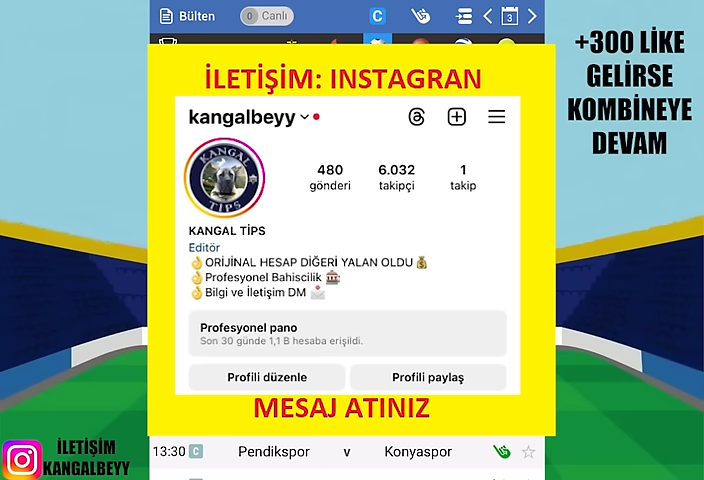 Bülten
0 Canlı
C
3
+300 LİKE
GELİRSE
KOMBİNEYE
DEVAM
İLETİŞİM: INSTAGRAN
kangalbeyy
KANGAL
TİPS
480
gönderi
6.032
takipçi
1
takip
KANGAL TİPS
Editör
👌ORİJİNAL HESAP DİĞERİ YALAN OLDU💰
👌Profesyonel Bahiscilik 🎰
👌Bilgi ve İletişim DM 📩
Profesyonel pano
Son 30 günde 1,1 B hesaba erişildi.
Profili düzenle
Profili paylaş
MESAJ ATINIZ
13:30 C Pendikspor v Konyaspor
İLETİŞİM
KANGALBEYY